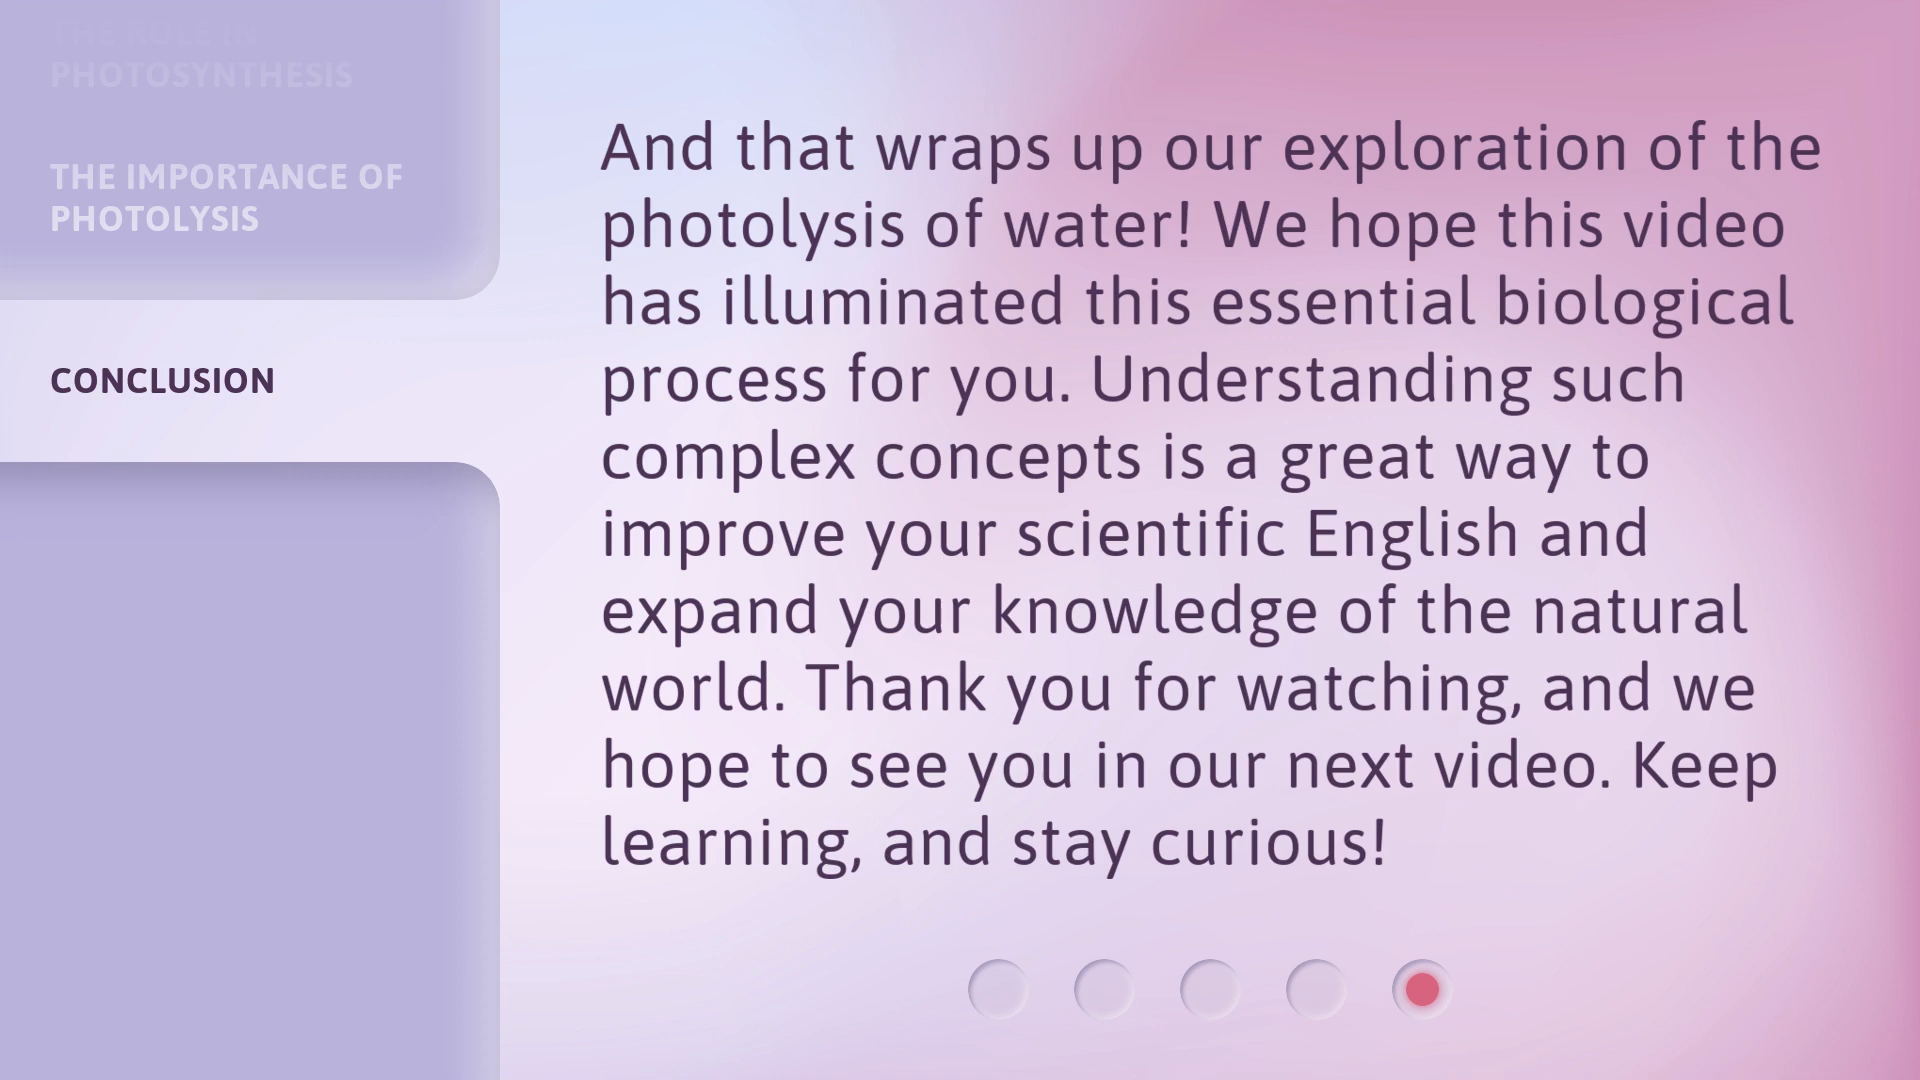 THE ROLE IN
PHOTOSYNTHESIS
THE IMPORTANCE OF
PHOTOLYSIS
CONCLUSION
And that wraps up our exploration of the
photolysis of water! We hope this video
has illuminated this essential biological
process for you. Understanding such
complex concepts is a great way to
improve your scientific English and
expand your knowledge of the natural
world. Thank you for watching, and we
hope to see you in our next video. Keep
learning, and stay curious!